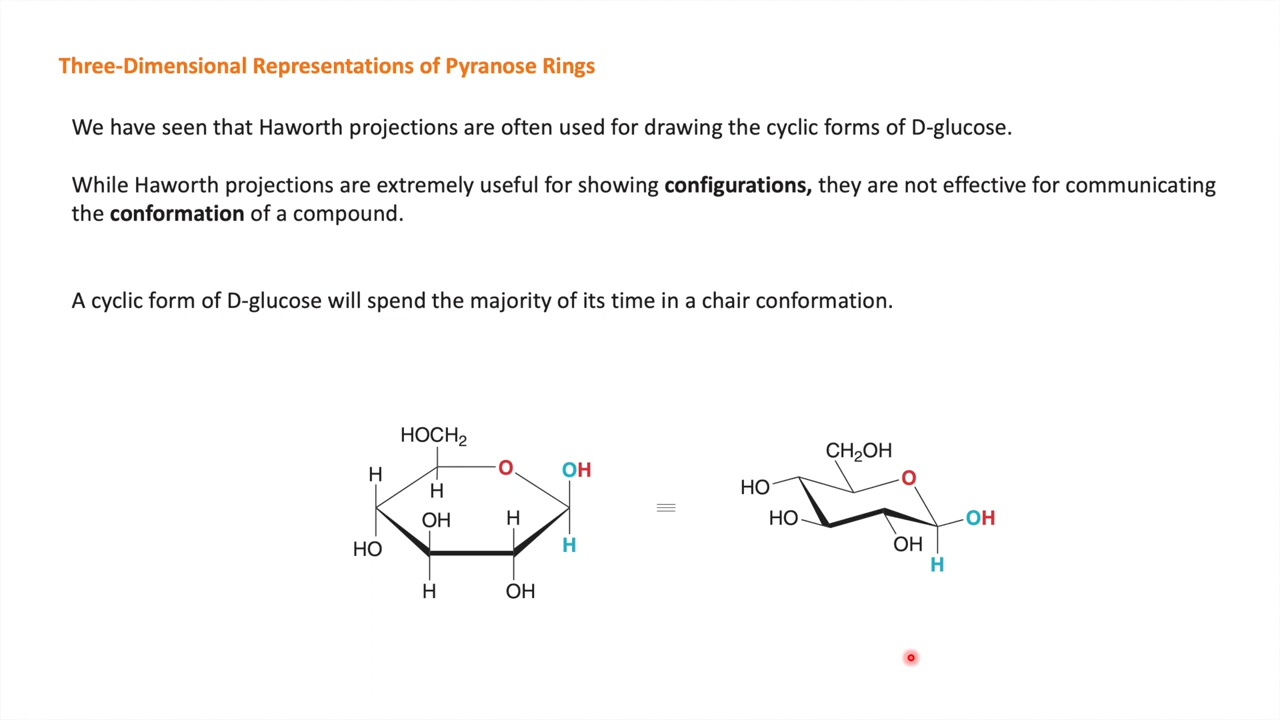 Three-Dimensional Representations of Pyranose Rings
We have seen that Haworth projections are often used for drawing the cyclic forms of D-glucose.
While Haworth projections are extremely useful for showing configurations, they are not effective for communicating
the conformation of a compound.
A cyclic form of D-glucose will spend the majority of its time in a chair conformation.
HOCH₂
H
O
OH
H
OH
H
HO
H
H
OH
≡
CH₂OH
HO
O
HO
OH
OH
H